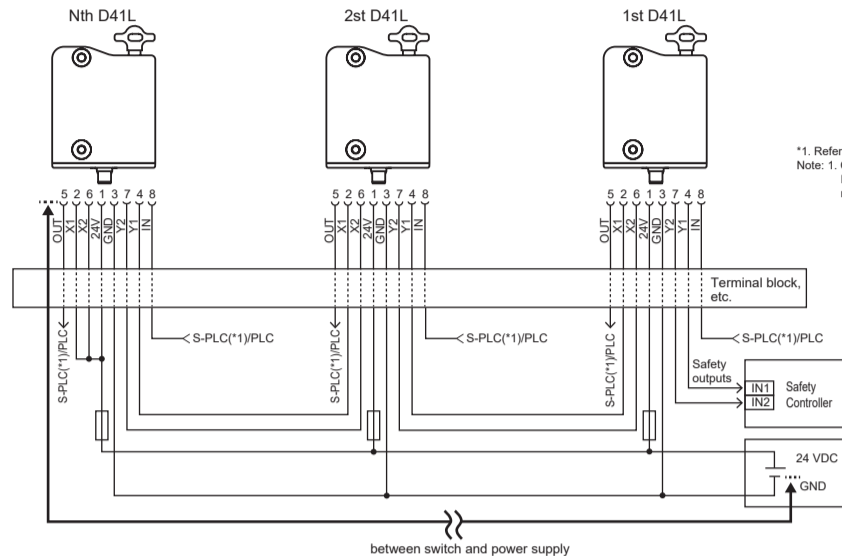 Nth D41L
2st D41L
1st D41L
*1. Refer
Note: 1. C
5 2 6 1 3 7 4 8
5 2 6 1 3 7 4 8
5 2 6 1 3 7 4 8
OUT
X1
X2
24V
GND
Y2
Y1
IN
OUT
X1
X2
24V
GND
Y2
Y1
IN
OUT
X1
X2
24V
GND
Y2
Y1
IN
Terminal block,
etc.
S-PLC(*1)/PLC
S-PLC(*1)/PLC
S-PLC(*1)/PLC
S-PLC(*1)/PLC
S-PLC(*1)/PLC
S-PLC(*1)/PLC
Safety
outputs
IN1
IN2
Safety
Controller
24 VDC
GND
between switch and power supply